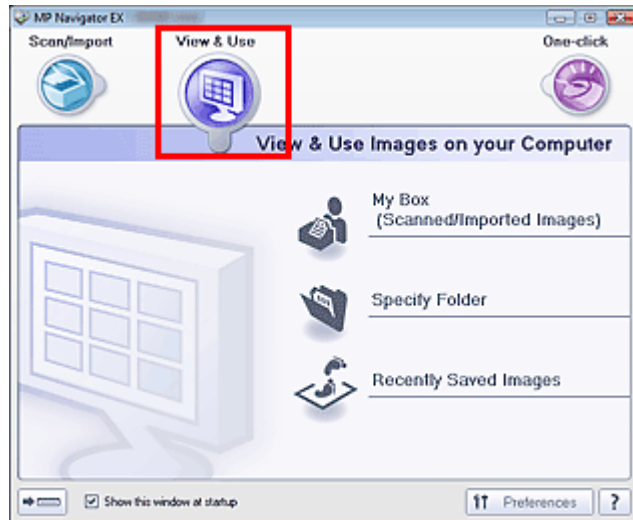 MP Navigator EX
Scan/Import
View & Use
One-click
View & Use Images on your Computer
My Box
(Scanned/Imported Images)
Specify Folder
Recently Saved Images
Show this window at startup
Preferences
?